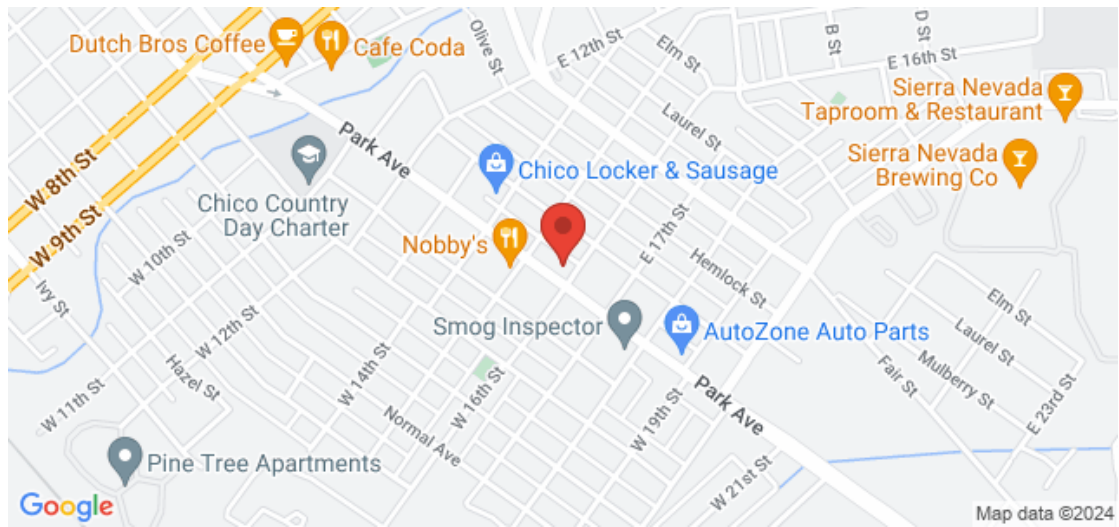 Dutch Bros Coffee
Cafe Coda
Olive St
E 12th St
Elm St
B St
D St
E 16th St
Sierra Nevada
Taproom & Restaurant
Laurel St
Park Ave
W 8th St
W 9th St
Chico Locker & Sausage
Sierra Nevada
Brewing Co
Chico Country
Day Charter
Nobby's
E 17th St
Hemlock St
W 10th St
Ivy St
W 12th St
Smog Inspector
AutoZone Auto Parts
Elm St
Laurel St
Mulberry St
Fair St
E 23rd St
Hazel St
W 11th St
W 14th St
W 16th St
Normal Ave
W 19th St
Park Ave
W 21st St
Pine Tree Apartments
Google
Map data ©2024